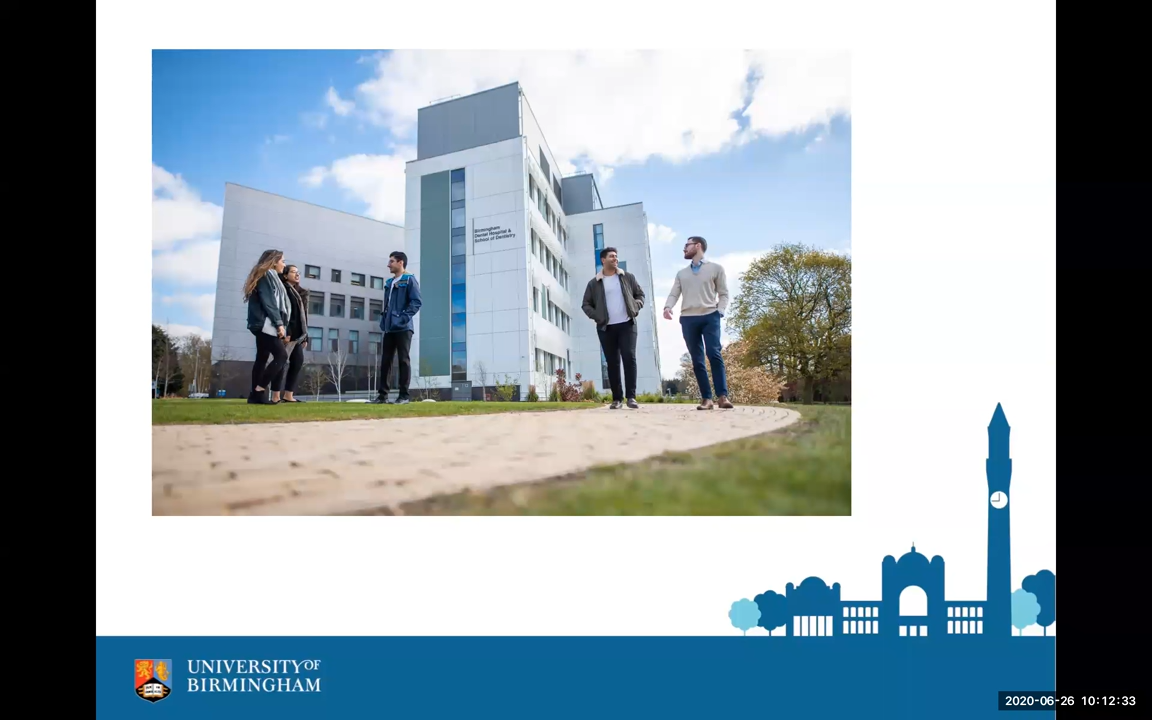 Birmingham
Dental Hospital &
School of Dentistry
UNIVERSITY OF
BIRMINGHAM
2020-06-26 10:12:33